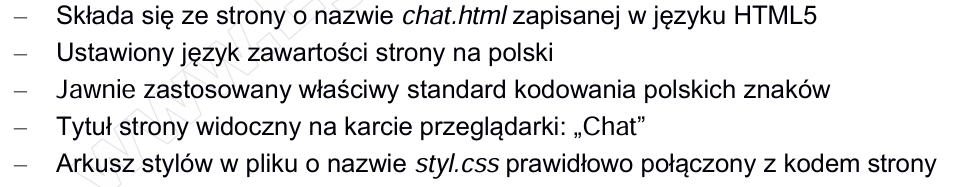 – Składa się ze strony o nazwie chat.html zapisanej w języku HTML5
– Ustawiony język zawartości strony na polski
– Jawnie zastosowany właściwy standard kodowania polskich znaków
– Tytuł strony widoczny na karcie przeglądarki: „Chat”
– Arkusz stylów w pliku o nazwie styl.css prawidłowo połączony z kodem strony